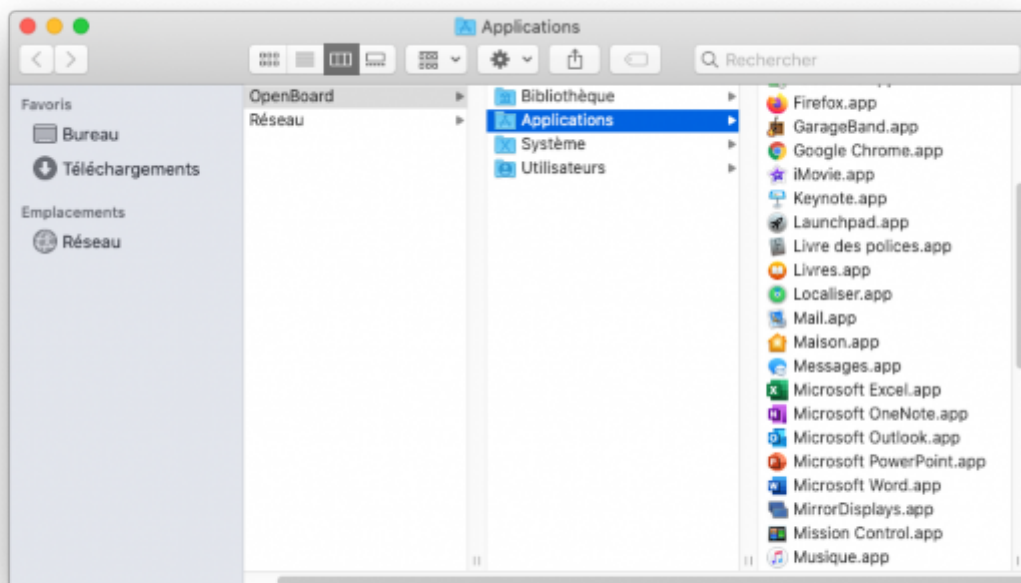 Applications
Rechercher
Favoris
Bureau
Téléchargements
Emplacements
Réseau
OpenBoard
Réseau
Bibliothèque
Applications
Système
Utilisateurs
Firefox.app
GarageBand.app
Google Chrome.app
iMovie.app
Keynote.app
Launchpad.app
Livre des polices.app
Livres.app
Localiser.app
Mail.app
Maison.app
Messages.app
Microsoft Excel.app
Microsoft OneNote.app
Microsoft Outlook.app
Microsoft PowerPoint.app
Microsoft Word.app
MirrorDisplays.app
Mission Control.app
Musique.app